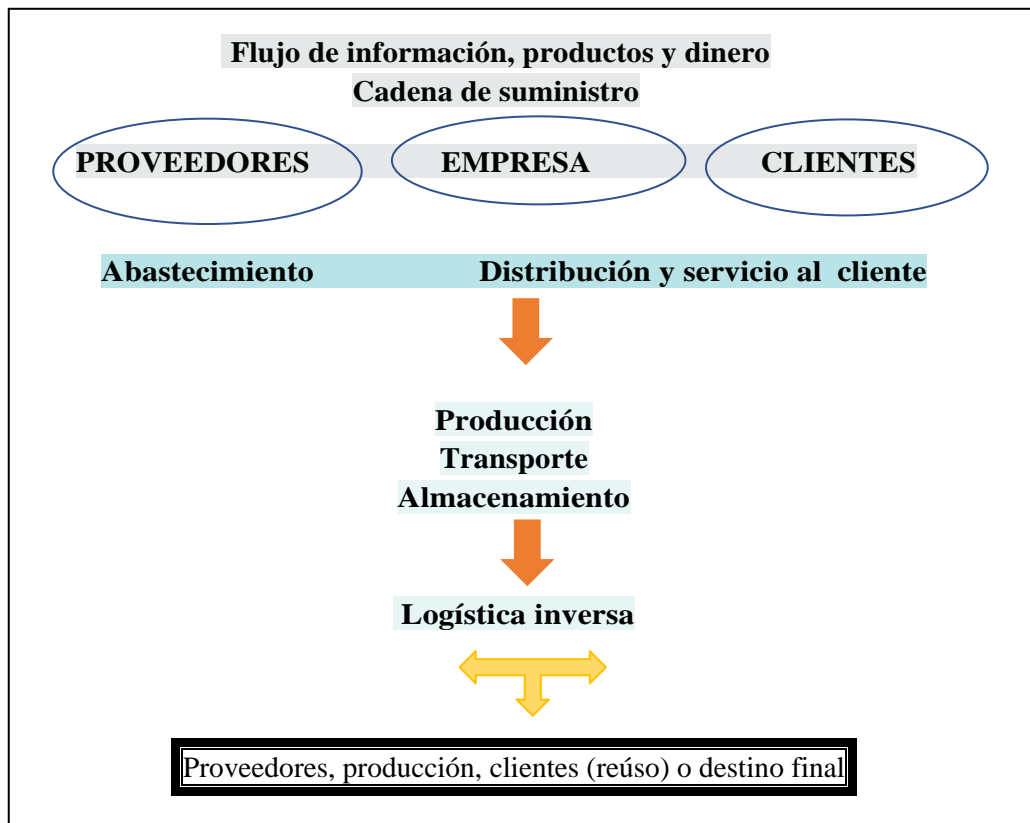 Flujo de información, productos y dinero
Cadena de suministro
PROVEEDORES EMPRESA CLIENTES
Abastecimiento Distribución y servicio al cliente
Producción
Transporte
Almacenamiento
Logística inversa
Proveedores, producción, clientes (reúso) o destino final